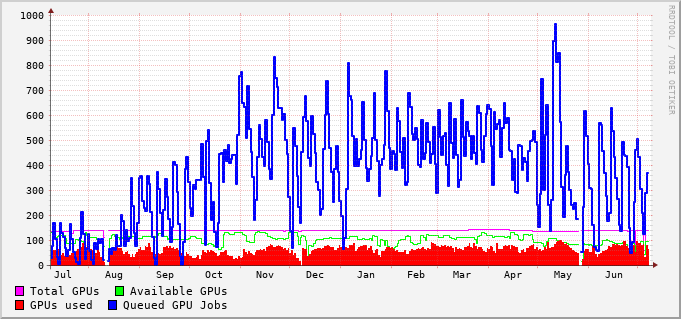 1000
900
800
700
600
500
400
300
200
100
0
Jul Aug Sep Oct Nov Dec Jan Feb Mar Apr May Jun
Total GPUs Available GPUs
GPUs used Queued GPU Jobs
RRDTOOL / TOBI OETIKER